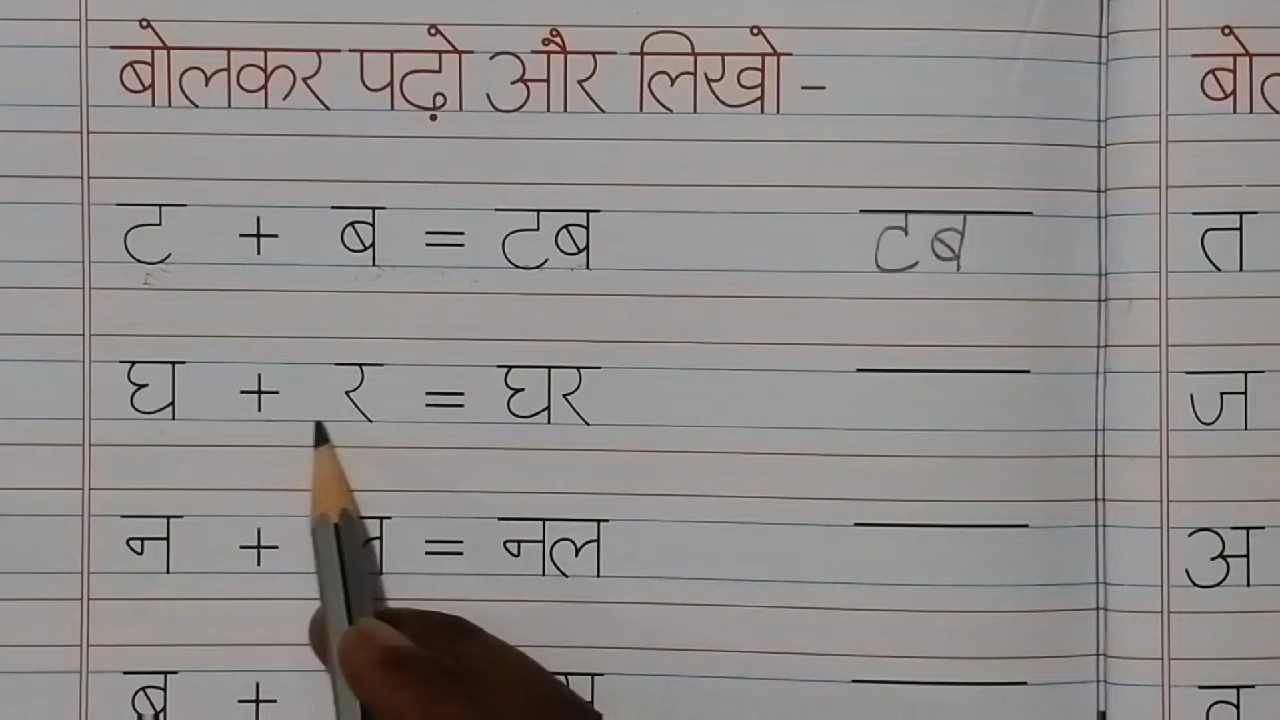 बोलकर पढ़ो और लिखो -
ट + ब = टब टब
घ + र = घर
न + = नल
ब +
बो
त
ज
अ